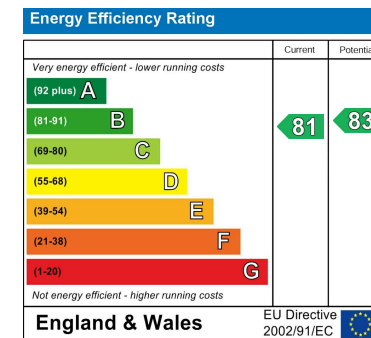 Energy Efficiency Rating
Current Potentia
Very energy efficient - lower running costs
(92 plus) A
(81-91) B
81 83
(69-80) C
(55-68) D
(39-54) E
(21-38) F
(1-20) G
Not energy efficient - higher running costs
England & Wales
EU Directive
2002/91/EC